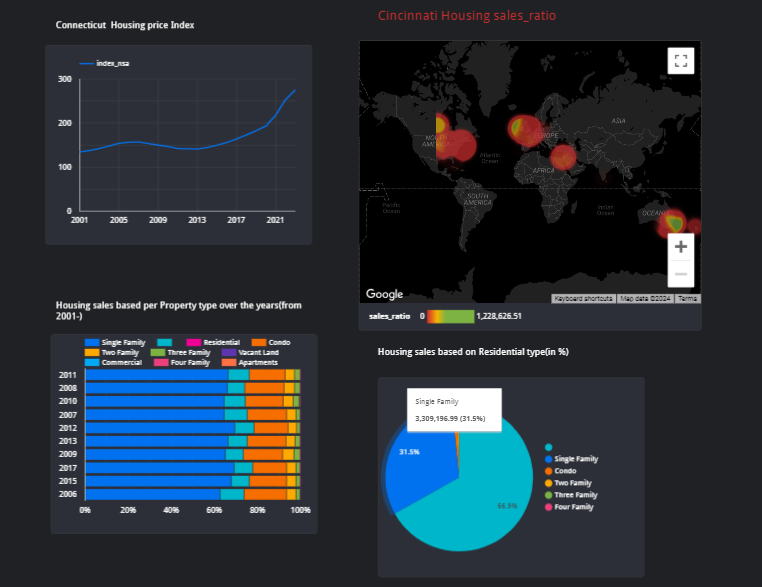 Connecticut Housing price Index
index_nsa
300
200
100
0
2001 2005 2009 2013 2017 2021
Cincinnati Housing sales_ratio
NORTH AMERICA
EUROPE
ASIA
Atlantic
Ocean
AFRICA
SOUTH
AMERICA
Pacific
Ocean
Indian
Ocean
OCEANIA
Google
Keyboard shortcuts Map data ©2024 Terms
sales_ratio 0 1,228,626.51
Housing sales based per Property type over the years(from
2001-)
Single Family Residential Condo
Two Family Three Family Vacant Land
Commercial Four Family Apartments
2011
2008
2010
2007
2012
2013
2009
2017
2015
2006
0% 20% 40% 60% 80% 100%
Housing sales based on Residential type(in %)
Single Family
3,309,196.99 (31.5%)
31.5%
Single Family
Condo
Two Family
Three Family
Four Family